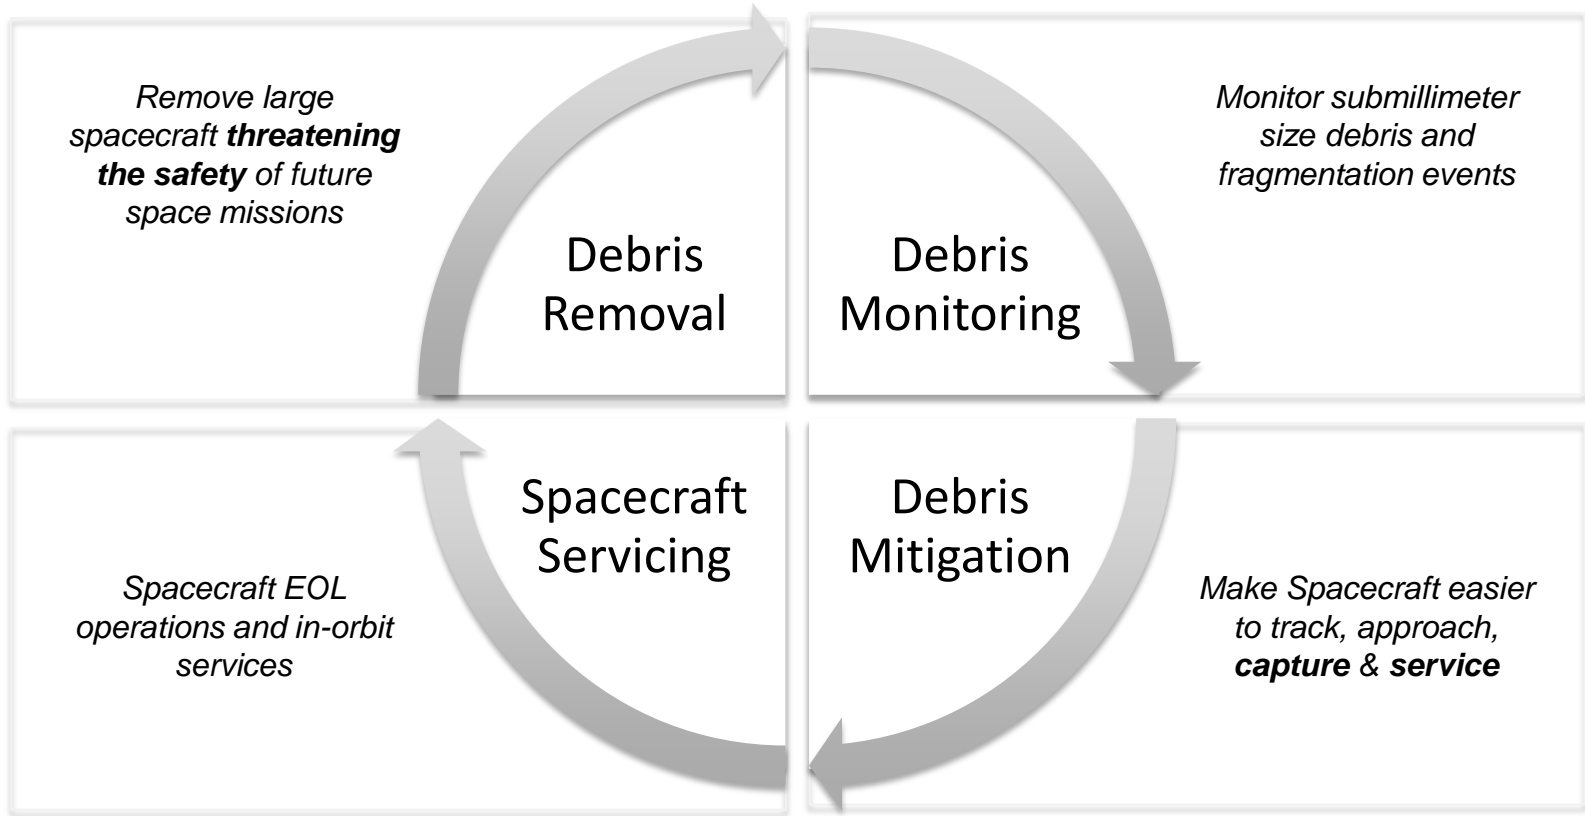 Remove large
spacecraft threatening
the safety of future
space missions
Debris
Removal
Debris
Monitoring
Monitor submillimeter
size debris and
fragmentation events
Spacecraft EOL
operations and in-orbit
services
Spacecraft
Servicing
Debris
Mitigation
Make Spacecraft easier
to track, approach,
capture & service